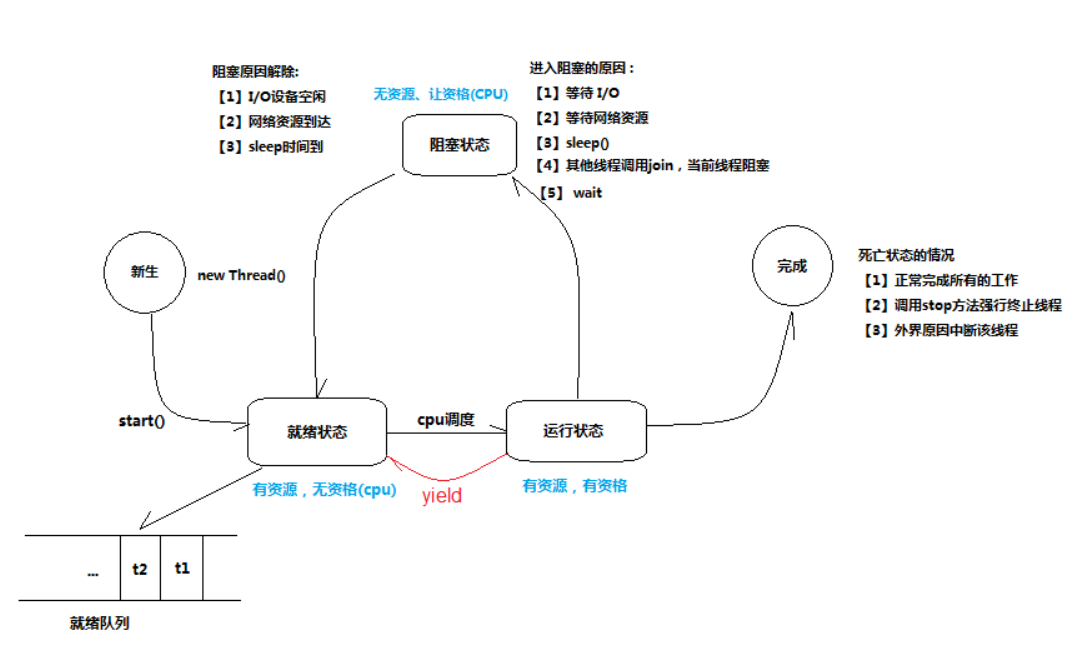 阻塞原因解除:
【1】I/O设备空闲
【2】网络资源到达
【3】sleep时间到
无资源、让资格(CPU)
阻塞状态
进入阻塞的原因：
【1】等待 I/O
【2】等待网络资源
【3】sleep()
【4】其他线程调用join，当前线程阻塞
【5】 wait
新生
new Thread()
完成
死亡状态的情况
【1】正常完成所有的工作
【2】调用stop方法强行终止线程
【3】外界原因中断该线程
start()
就绪状态
cpu调度
运行状态
有资源，无资格(cpu)
yield
有资源，有资格
...
t2
t1
就绪队列